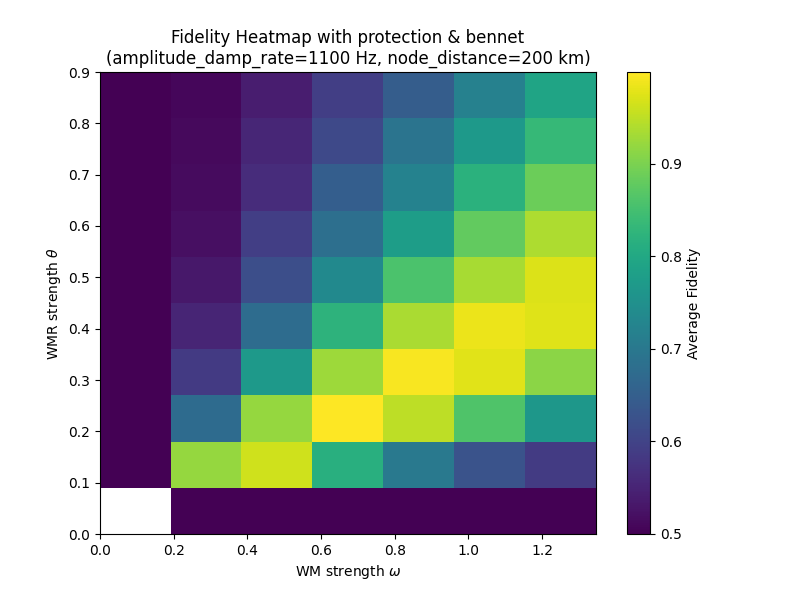 Fidelity Heatmap with protection & bennet
(amplitude_damp_rate=1100 Hz, node_distance=200 km)
0.9
0.8
0.7
0.6
0.5
0.4
0.3
0.2
0.1
0.0
WMR strength θ
0.0 0.2 0.4 0.6 0.8 1.0 1.2
WM strength ω
0.9
0.8
0.7
0.6
0.5
Average Fidelity